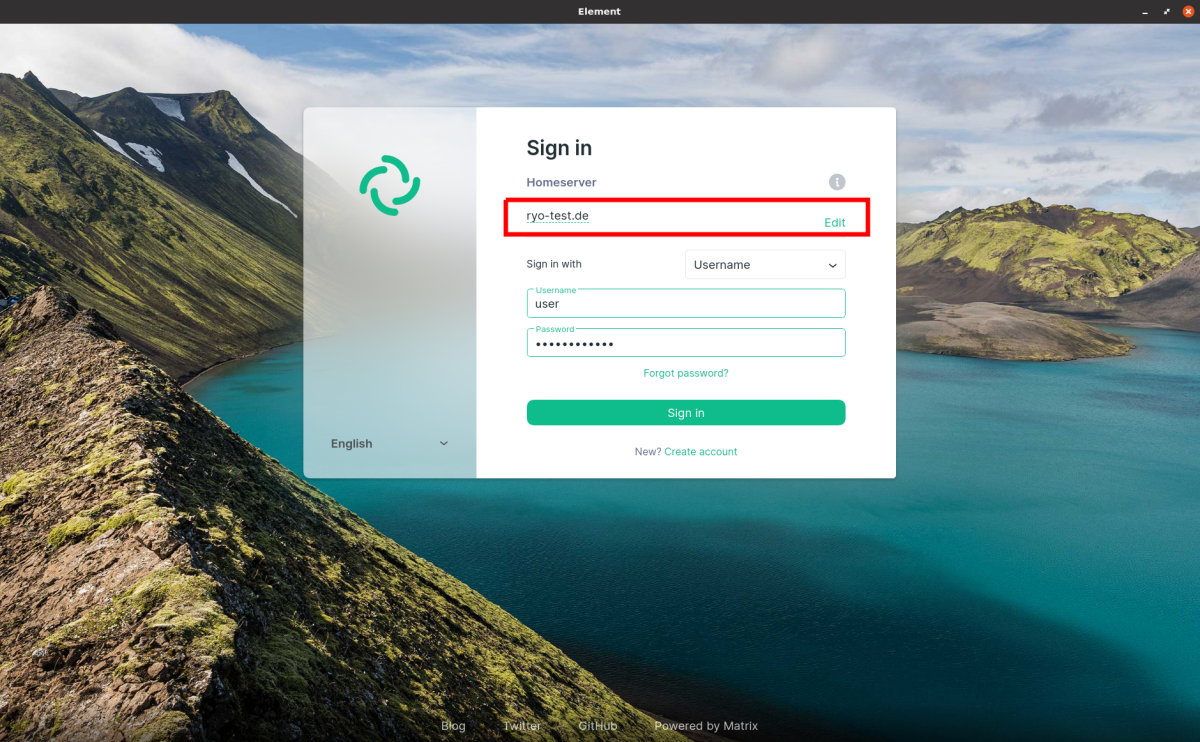 Element
Sign in
Homeserver
ryo-test.de
Edit
Sign in with
Username
Username
user
Password
••••••••••••
Forgot password?
Sign in
New? Create account
English
Blog Twitter GitHub Powered by Matrix